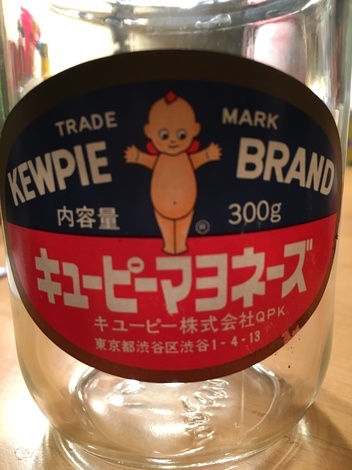 TRADE MARK
KEWPIE BRAND
内容量 300g
®
キユーピーマヨネーズ
キユーピー株式会社QPK.
東京都渋谷区渋谷1-4-13